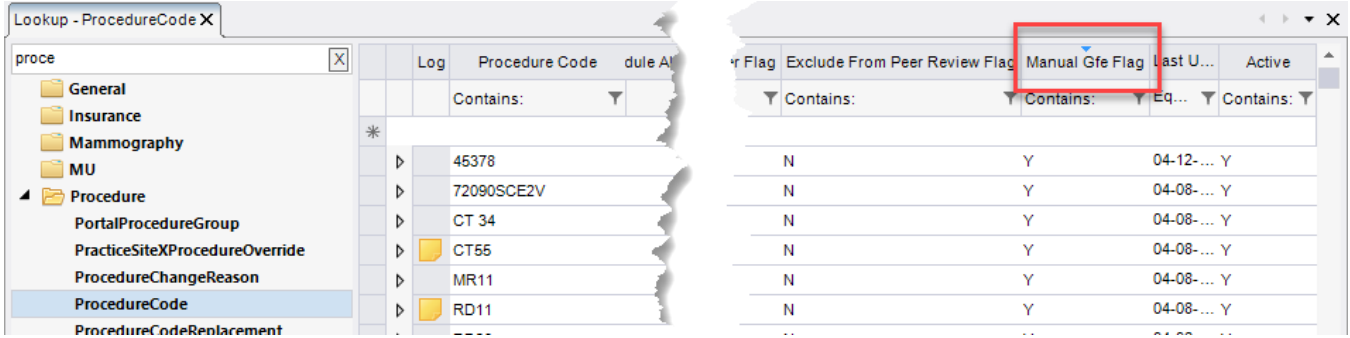 Lookup - ProcedureCode X
proce X
Log Procedure Code dule Flag Exclude From Peer Review Flag Manual Gfe Flag Last U... Active
General Contains: Contains: Contains: Eq... Contains:
Insurance
Mammography
MU
Procedure
PortalProcedureGroup
PracticeSiteXProcedureOverride
ProcedureChangeReason
ProcedureCode
ProcedureCodeReplacement
45378 N Y 04-12-... Y
72090SCE2V N Y 04-08-... Y
CT 34 N Y 04-08-... Y
CT55 N Y 04-08-... Y
MR11 N Y 04-08-... Y
RD11 N Y 04-08-... Y